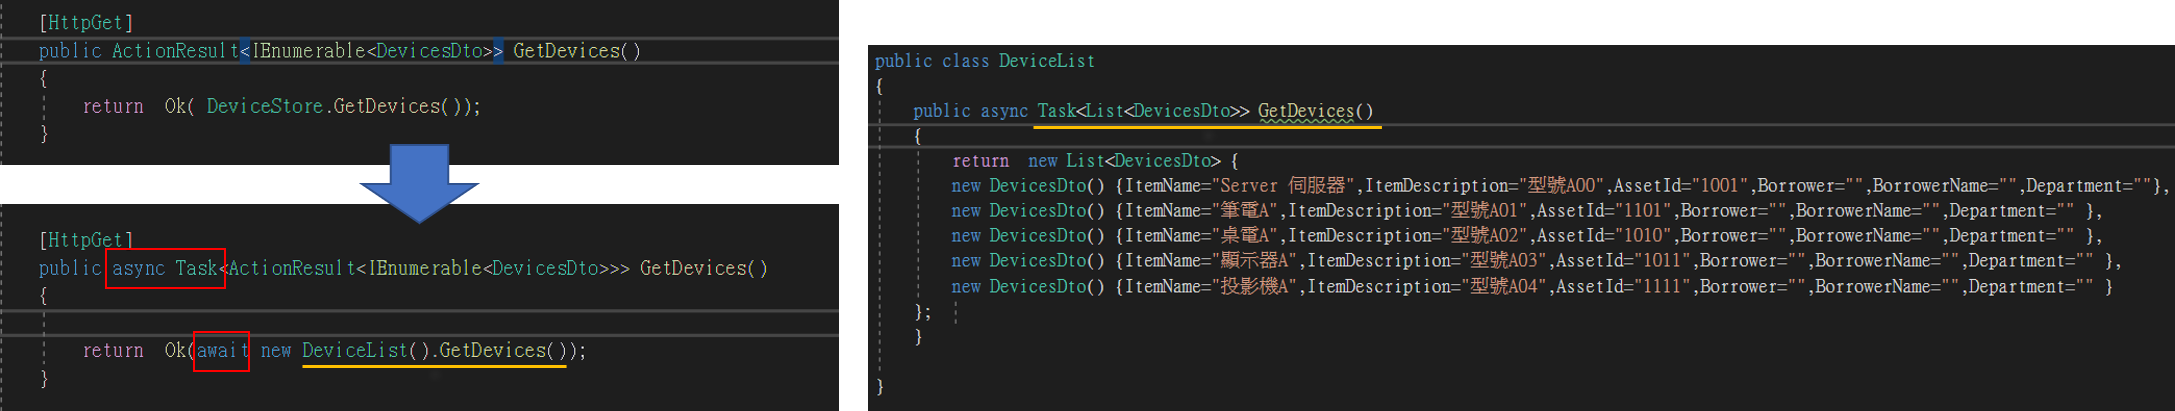 [HttpGet]
public ActionResult<IEnumerable<DevicesDto>> GetDevices()
{
return Ok( DeviceStore.GetDevices());
}
[HttpGet]
public async Task<ActionResult<IEnumerable<DevicesDto>>> GetDevices()
{
return Ok(await new DeviceList().GetDevices());
}
public class DeviceList
{
public async Task<List<DevicesDto>> GetDevices()
{
return new List<DevicesDto> {
new DevicesDto() {ItemName="Server 伺服器",ItemDescription="型號A00",AssetId="1001",Borrower="",BorrowerName="",Department=""},
new DevicesDto() {ItemName="筆電A",ItemDescription="型號A01",AssetId="1101",Borrower="",BorrowerName="",Department="" },
new DevicesDto() {ItemName="桌電A",ItemDescription="型號A02",AssetId="1010",Borrower="",BorrowerName="",Department="" },
new DevicesDto() {ItemName="顯示器A",ItemDescription="型號A03",AssetId="1011",Borrower="",BorrowerName="",Department="" },
new DevicesDto() {ItemName="投影機A",ItemDescription="型號A04",AssetId="1111",Borrower="",BorrowerName="",Department="" }
};
}
}